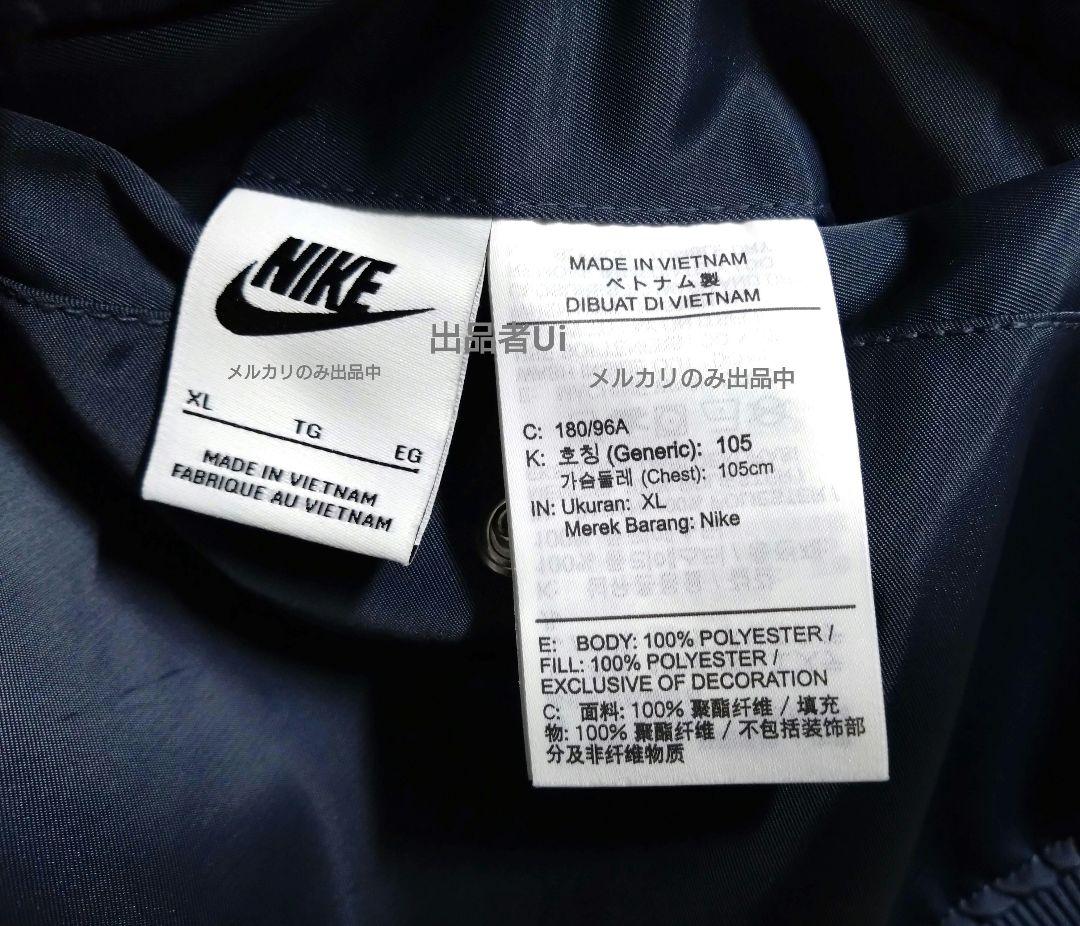 NIKE
XL
TG
EG
MADE IN VIETNAM
FABRIQUE AU VIETNAM
出品者Ui
メルカリのみ出品中
メルカリのみ出品中
MADE IN VIETNAM
ベトナム製
DIBUAT DI VIETNAM
C: 180/96A
K: 호칭 (Generic): 105
가슴둘레 (Chest): 105cm
IN: Ukuran: XL
Merek Barang: Nike
E: BODY: 100% POLYESTER /
FILL: 100% POLYESTER /
EXCLUSIVE OF DECORATION
C: 面料: 100% 聚酯纤维 / 填充
物: 100% 聚酯纤维 / 不包括装饰部
分及非纤维物质